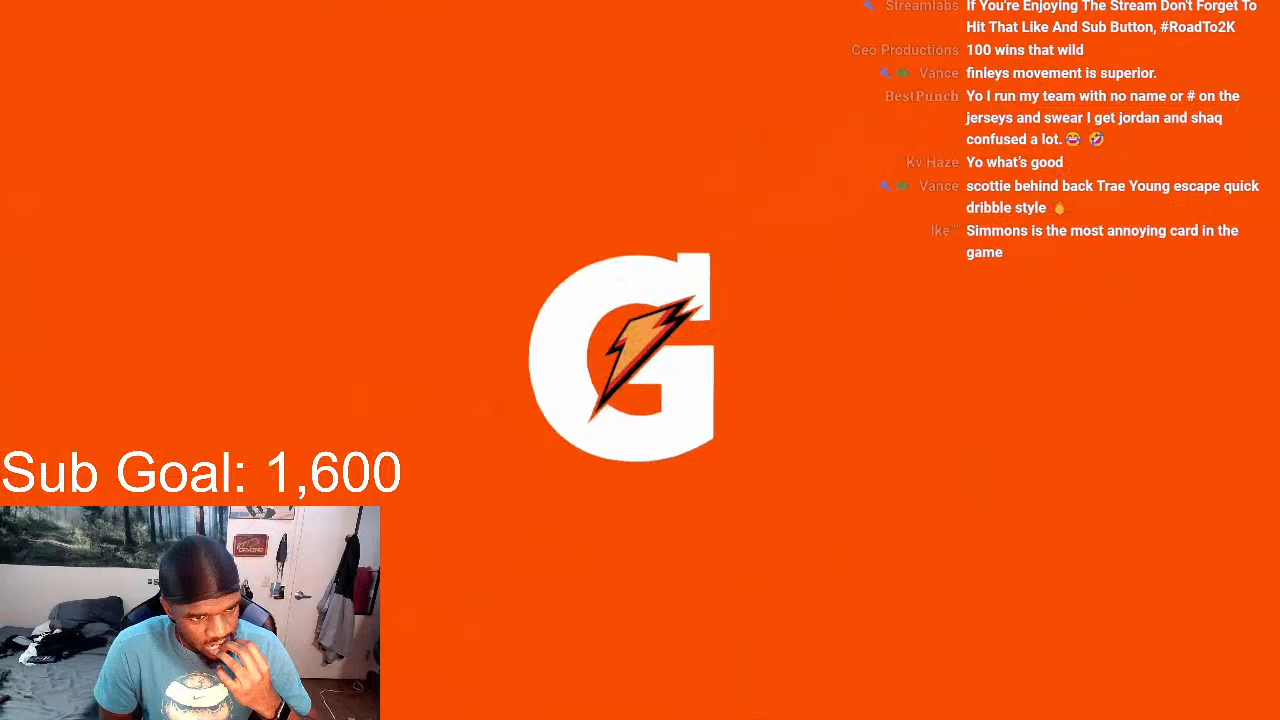 Streamlabs If You're Enjoying The Stream Don't Forget To
Hit That Like And Sub Button, #RoadTo2K
Ceo Productions 100 wins that wild
Vance finleys movement is superior.
BestPunch Yo I run my team with no name or # on the
jerseys and swear I get jordan and shaq
confused a lot. 😂 🤣
Kv Haze Yo what's good
Vance scottie behind back Trae Young escape quick
dribble style 🔥
Ike™ Simmons is the most annoying card in the
game
G
Sub Goal: 1,600
GAMING